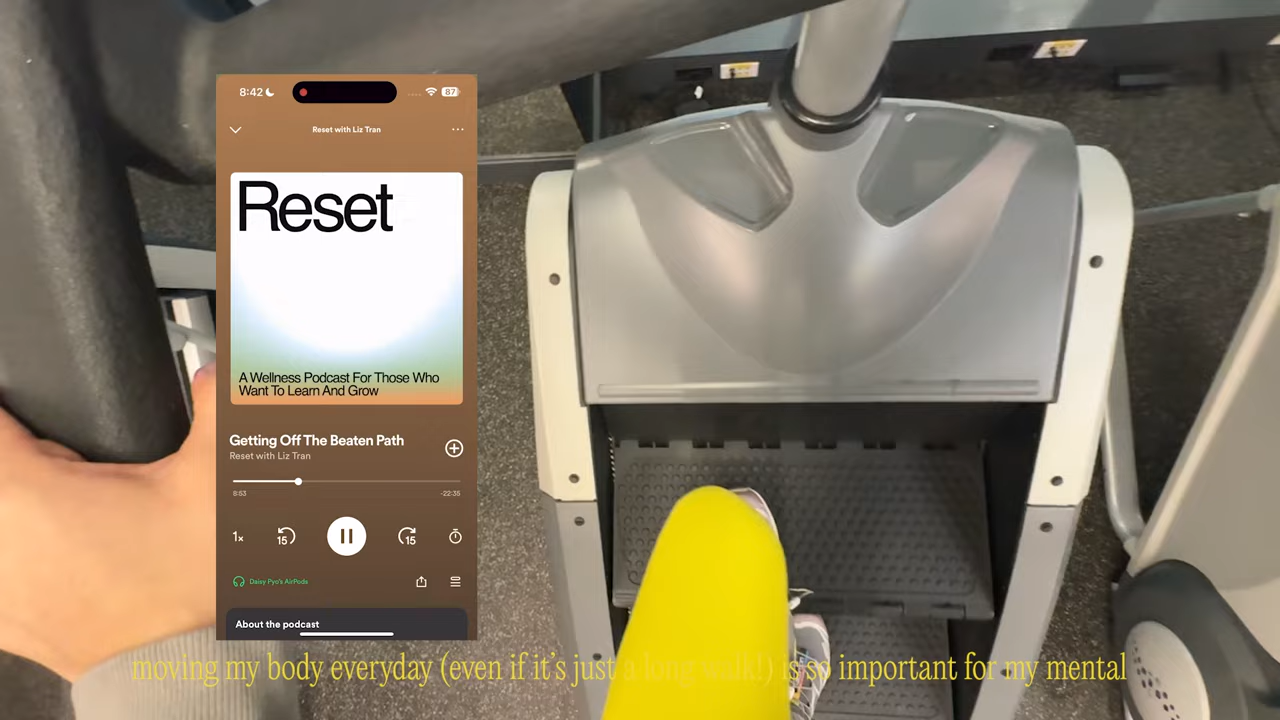 8:42
87
Reset with Liz Tran
Reset
A Wellness Podcast For Those Who
Want To Learn And Grow
Getting Off The Beaten Path
Reset with Liz Tran
8:53
-22:35
1x
15
15
Daisy Pyo's AirPods
About the podcast
moving my body everyday (even if it's just a long walk!) is so important for my mental